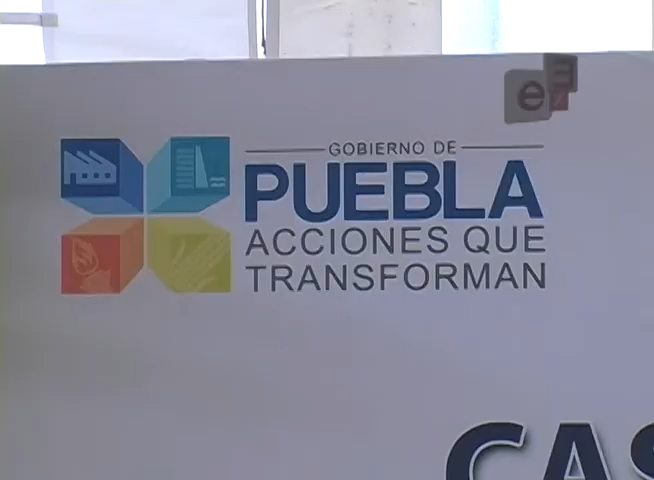 GOBIERNO DE
PUEBLA
ACCIONES QUE
TRANSFORMAN